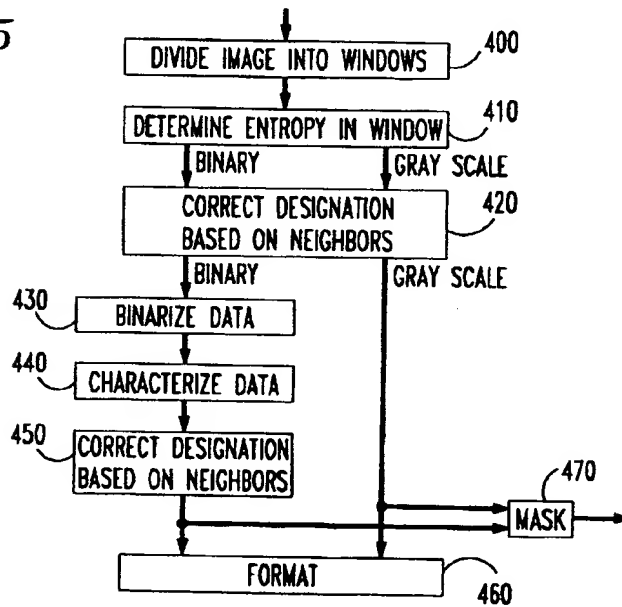 5
400
DIVIDE IMAGE INTO WINDOWS
410
DETERMINE ENTROPY IN WINDOW
BINARY
GRAY SCALE
420
CORRECT DESIGNATION
BASED ON NEIGHBORS
BINARY
GRAY SCALE
430
BINARIZE DATA
440
CHARACTERIZE DATA
450
CORRECT DESIGNATION
BASED ON NEIGHBORS
470
MASK
FORMAT
460